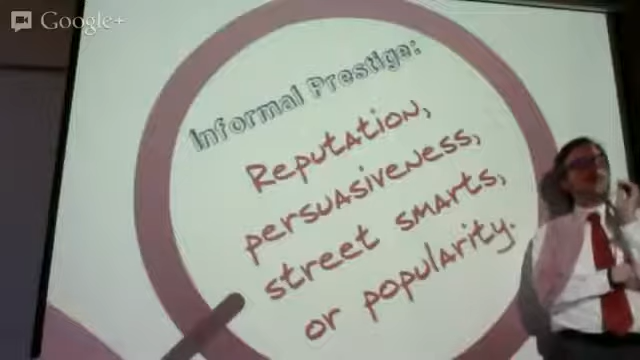 Google+
Informal Prestige:
Reputation,
persuasiveness,
street smarts,
or popularity.